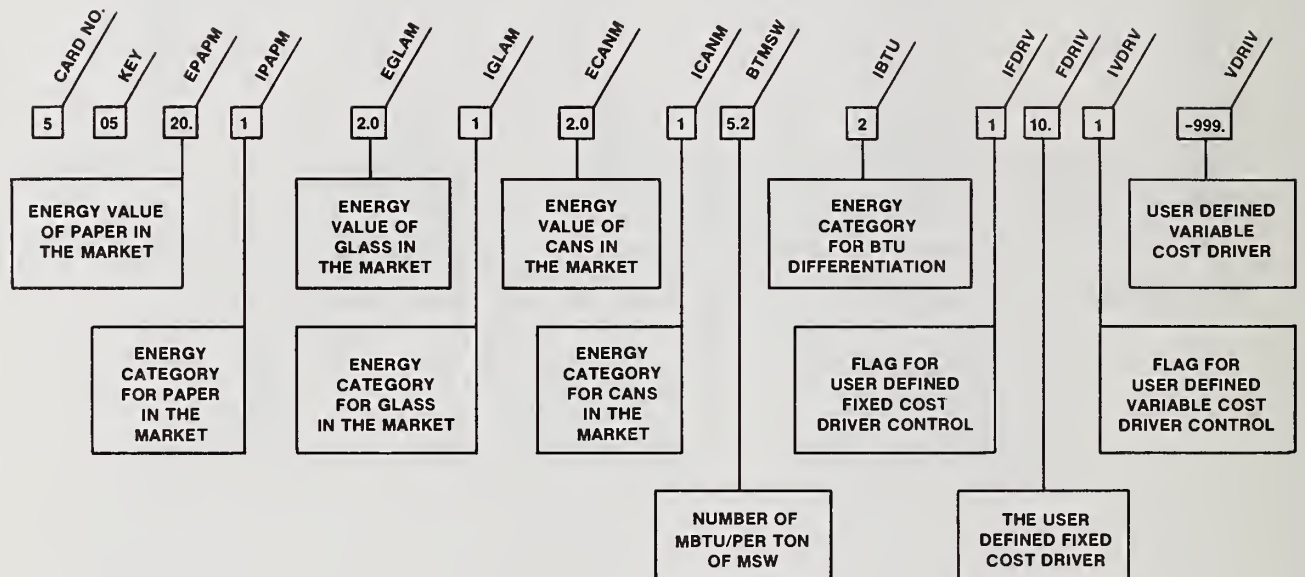 CARD NO. KEY EPAPM IPAPM EGLAM IGLAM ECANM ICANM BTMSW IBTU IFDRV FDRIV IVDRV VDRIV
5 05 20. 1 2.0 1 2.0 1 5.2 2 1 10. 1 -999.
ENERGY VALUE
OF PAPER IN
THE MARKET
ENERGY
VALUE OF
GLASS IN
THE MARKET
ENERGY
VALUE OF
CANS IN
THE MARKET
ENERGY
CATEGORY
FOR BTU
DIFFERENTIATION
USER DEFINED
VARIABLE
COST DRIVER
ENERGY
CATEGORY
FOR PAPER
IN THE
MARKET
ENERGY
CATEGORY
FOR GLASS
IN THE MARKET
ENERGY
CATEGORY
FOR CANS
IN THE
MARKET
FLAG FOR
USER DEFINED
FIXED COST
DRIVER CONTROL
FLAG FOR
USER DEFINED
VARIABLE COST
DRIVER CONTROL
NUMBER OF
MBTU/PER TON
OF MSW
THE USER
DEFINED FIXED
COST DRIVER